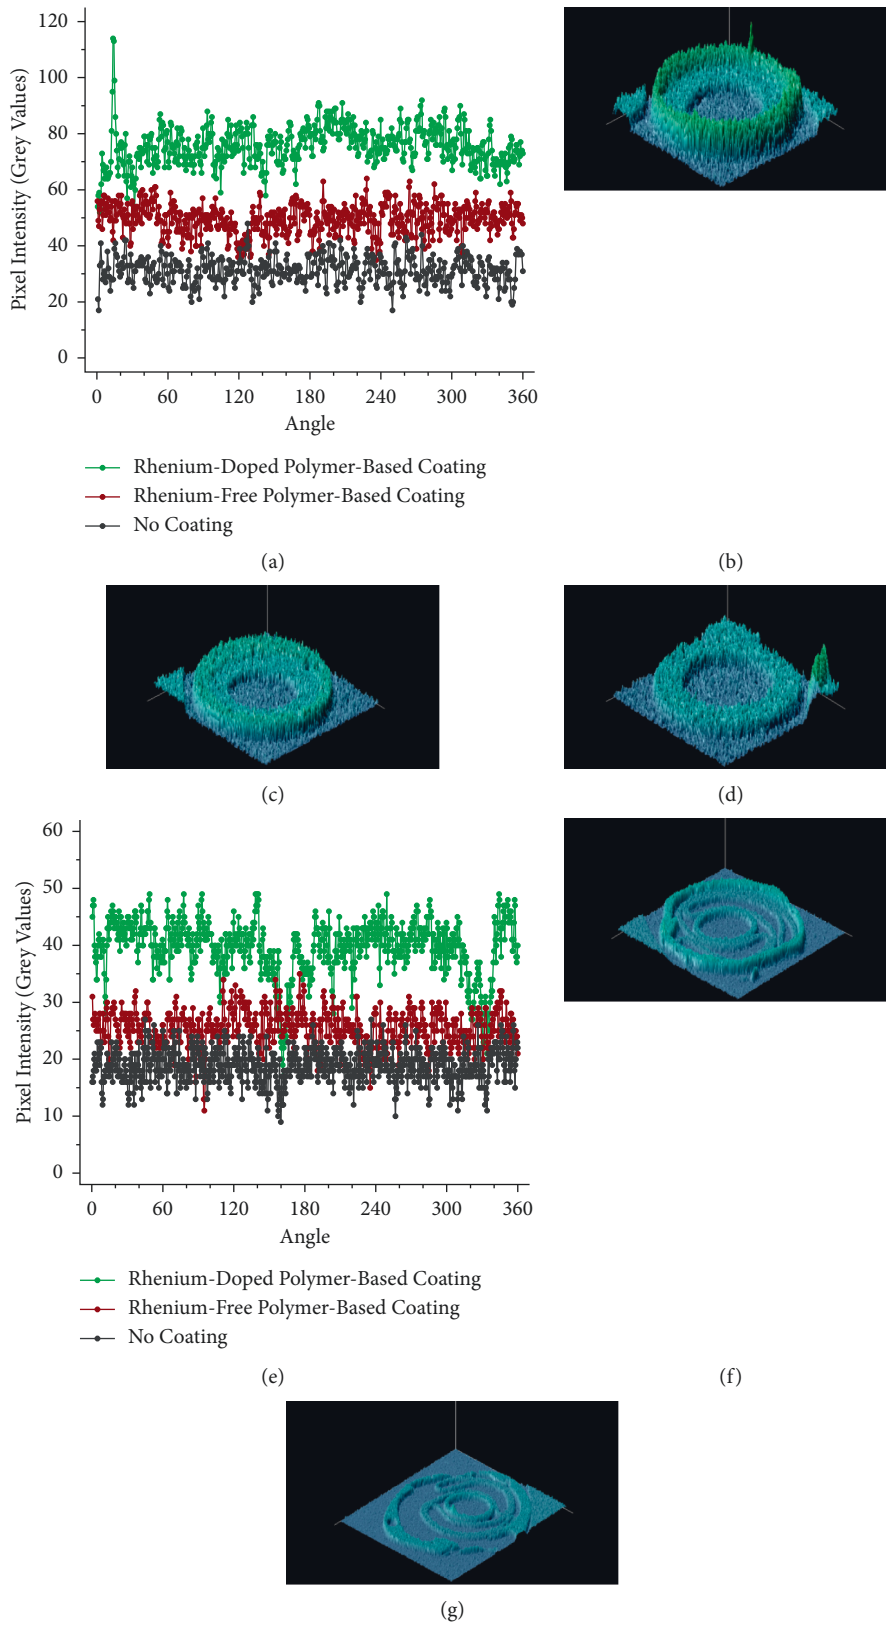 120
100
80
60
40
20
0
Pixel Intensity (Grey Values)
0 60 120 180 240 300 360
Angle
Rhenium-Doped Polymer-Based Coating
Rhenium-Free Polymer-Based Coating
No Coating
(a)
(b)
(c)
(d)
60
50
40
30
20
10
0
Pixel Intensity (Grey Values)
0 60 120 180 240 300 360
Angle
Rhenium-Doped Polymer-Based Coating
Rhenium-Free Polymer-Based Coating
No Coating
(e)
(f)
(g)